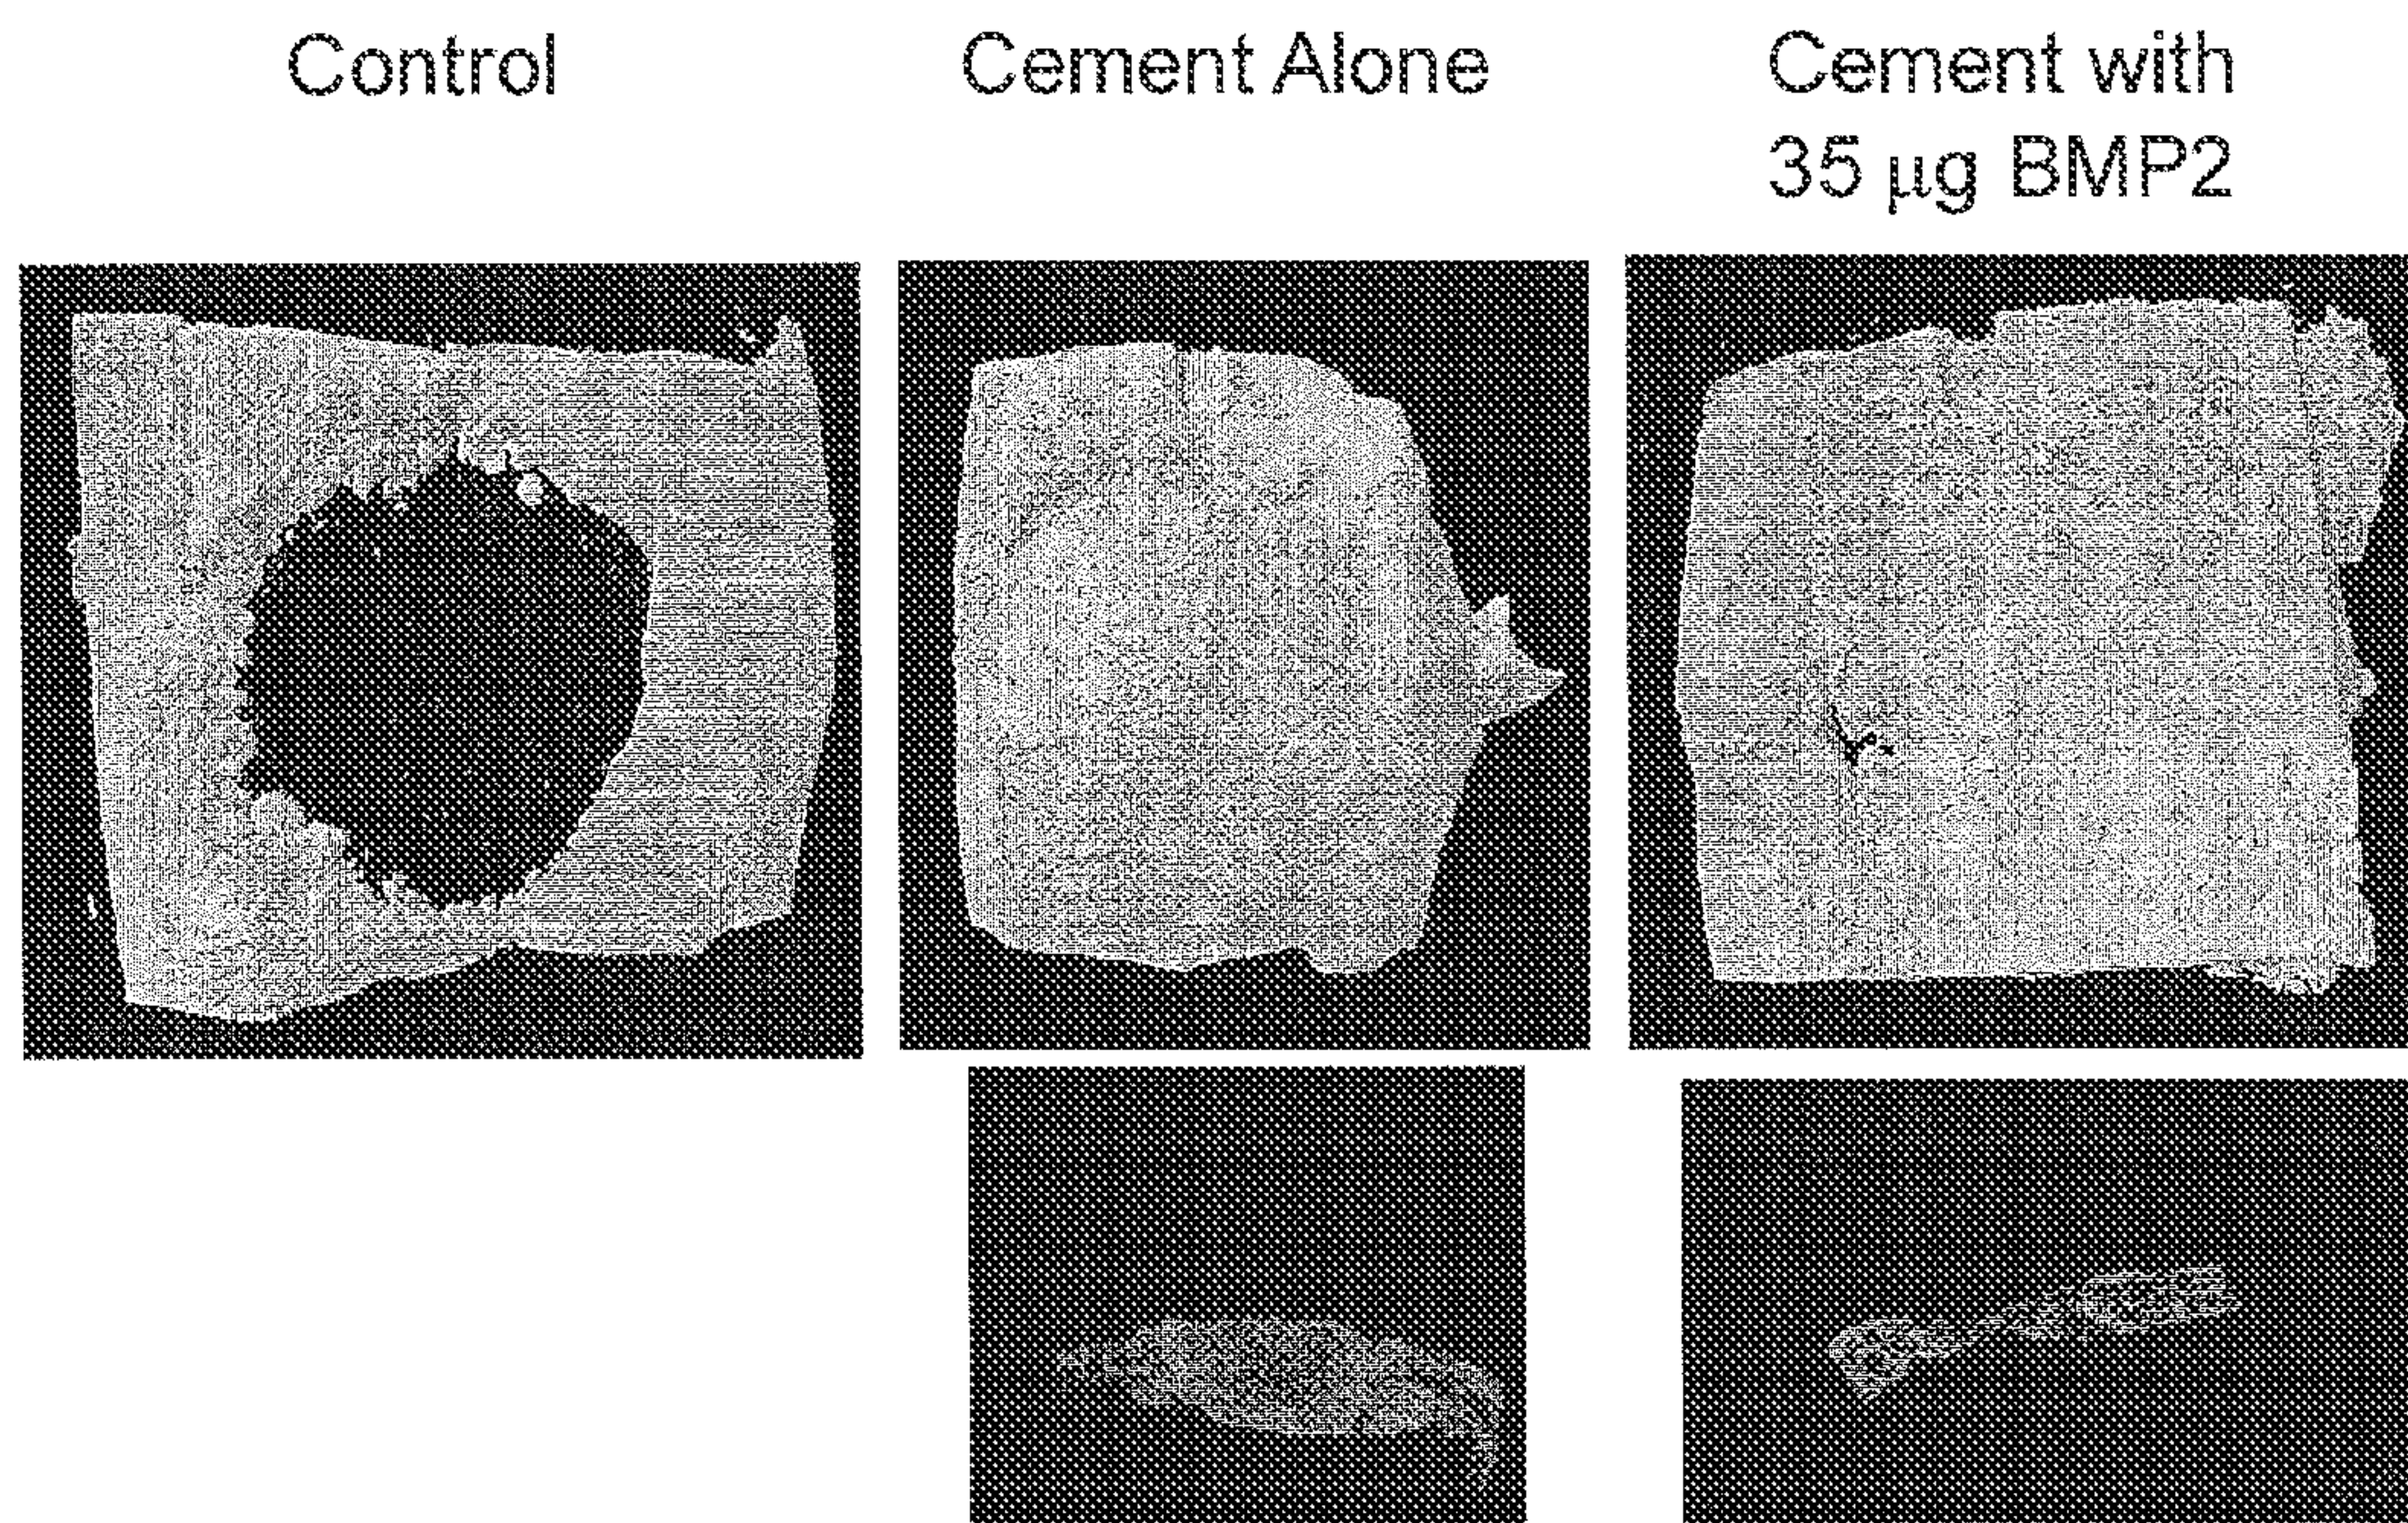 Control
Cement Alone
Cement with
35 μg BMP2